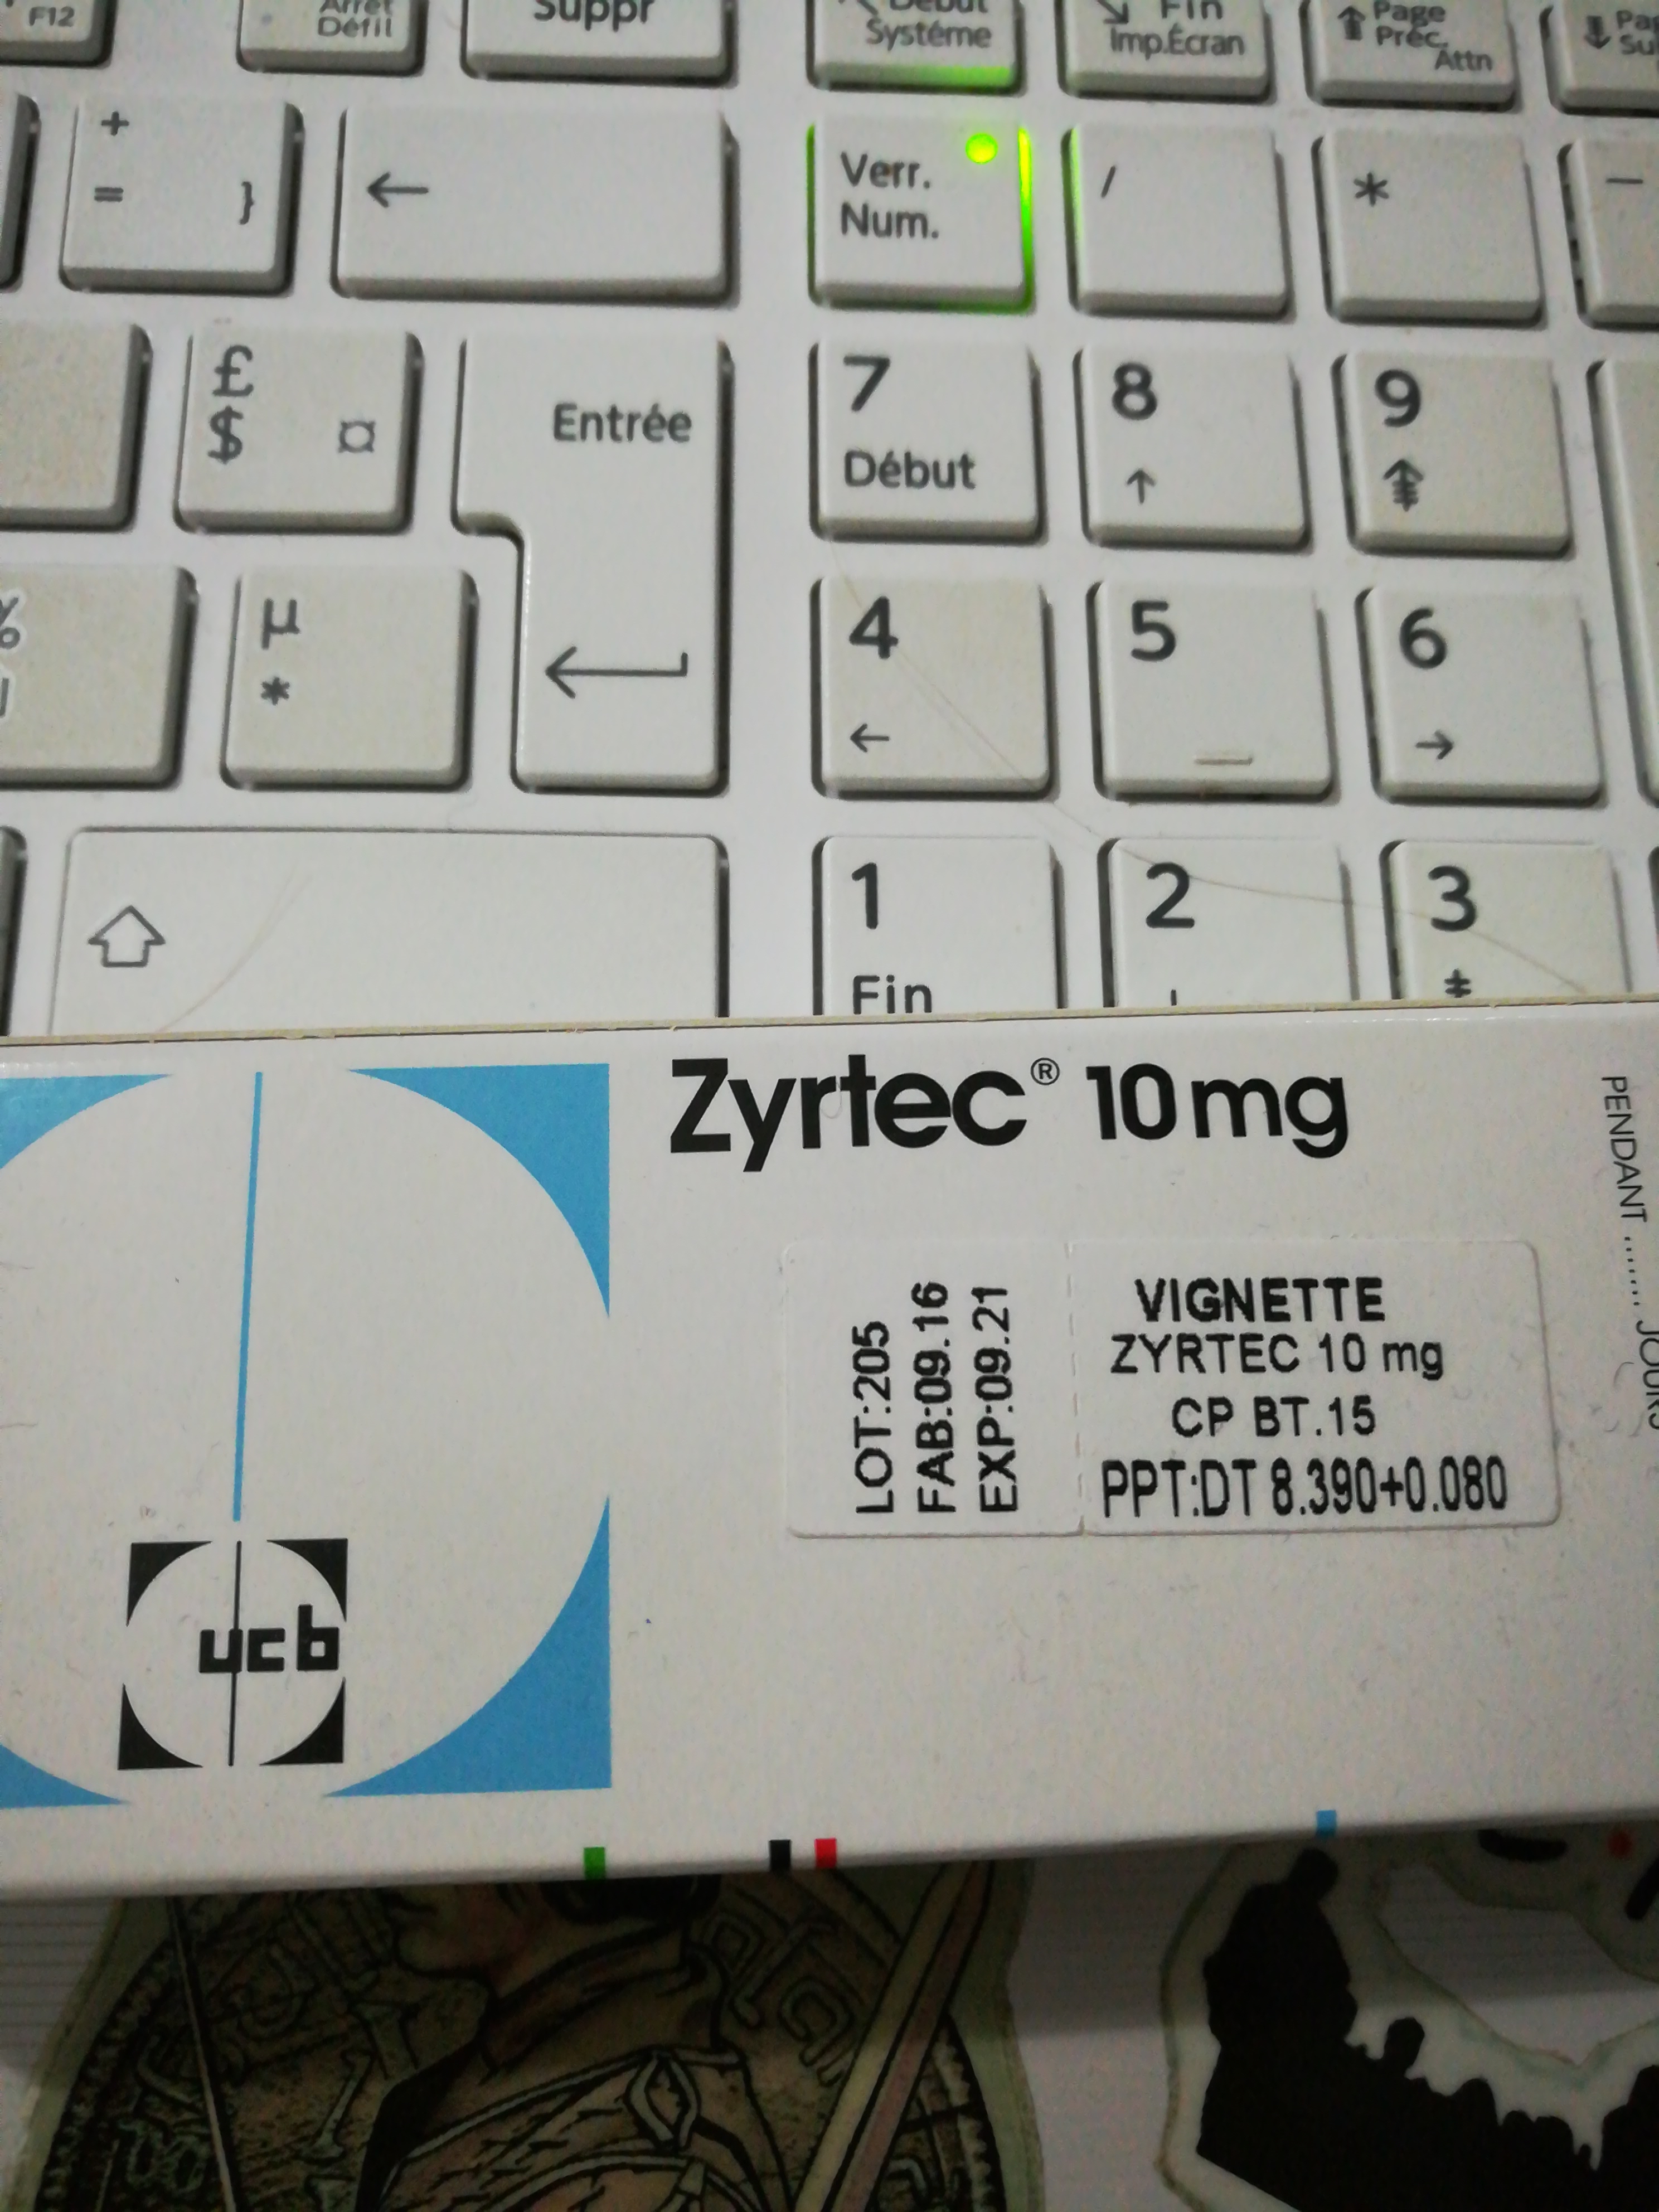 F12
Arrêt
Défil
Suppr
Début
Système
Fin
Imp.Écran
Page
Préc.
Attn
+
=
}
←
Verr.
Num.
/
*
−
£
$
¤
Entrée
7
Début
8
↑
9
%
µ
*
4
←
5
6
→
1
Fin
2
3
Zyrtec® 10 mg
PENDANT ........ JOURS
LOT:205
FAB:09.16
EXP:09.21
VIGNETTE
ZYRTEC 10 mg
CP BT.15
PPT:DT 8.390+0.080
ucb